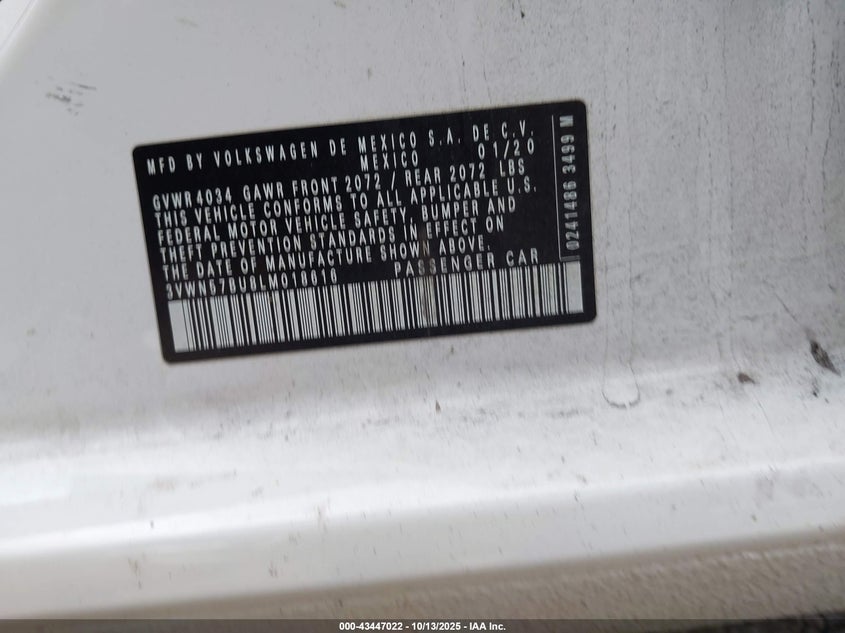 MFD BY VOLKSWAGEN DE MEXICO S.A. DE C.V.
MEXICO 01/20
GVWR 4034 GAWR FRONT 2072 / REAR 2072 LBS
THIS VEHICLE CONFORMS TO ALL APPLICABLE U.S.
FEDERAL MOTOR VEHICLE SAFETY, BUMPER AND
THEFT PREVENTION STANDARDS IN EFFECT ON
THE DATE OF MANUFACTURE SHOWN ABOVE.
PASSENGER CAR
0241486 3499 M
000-43447022 - 10/13/2025 - IAA Inc.